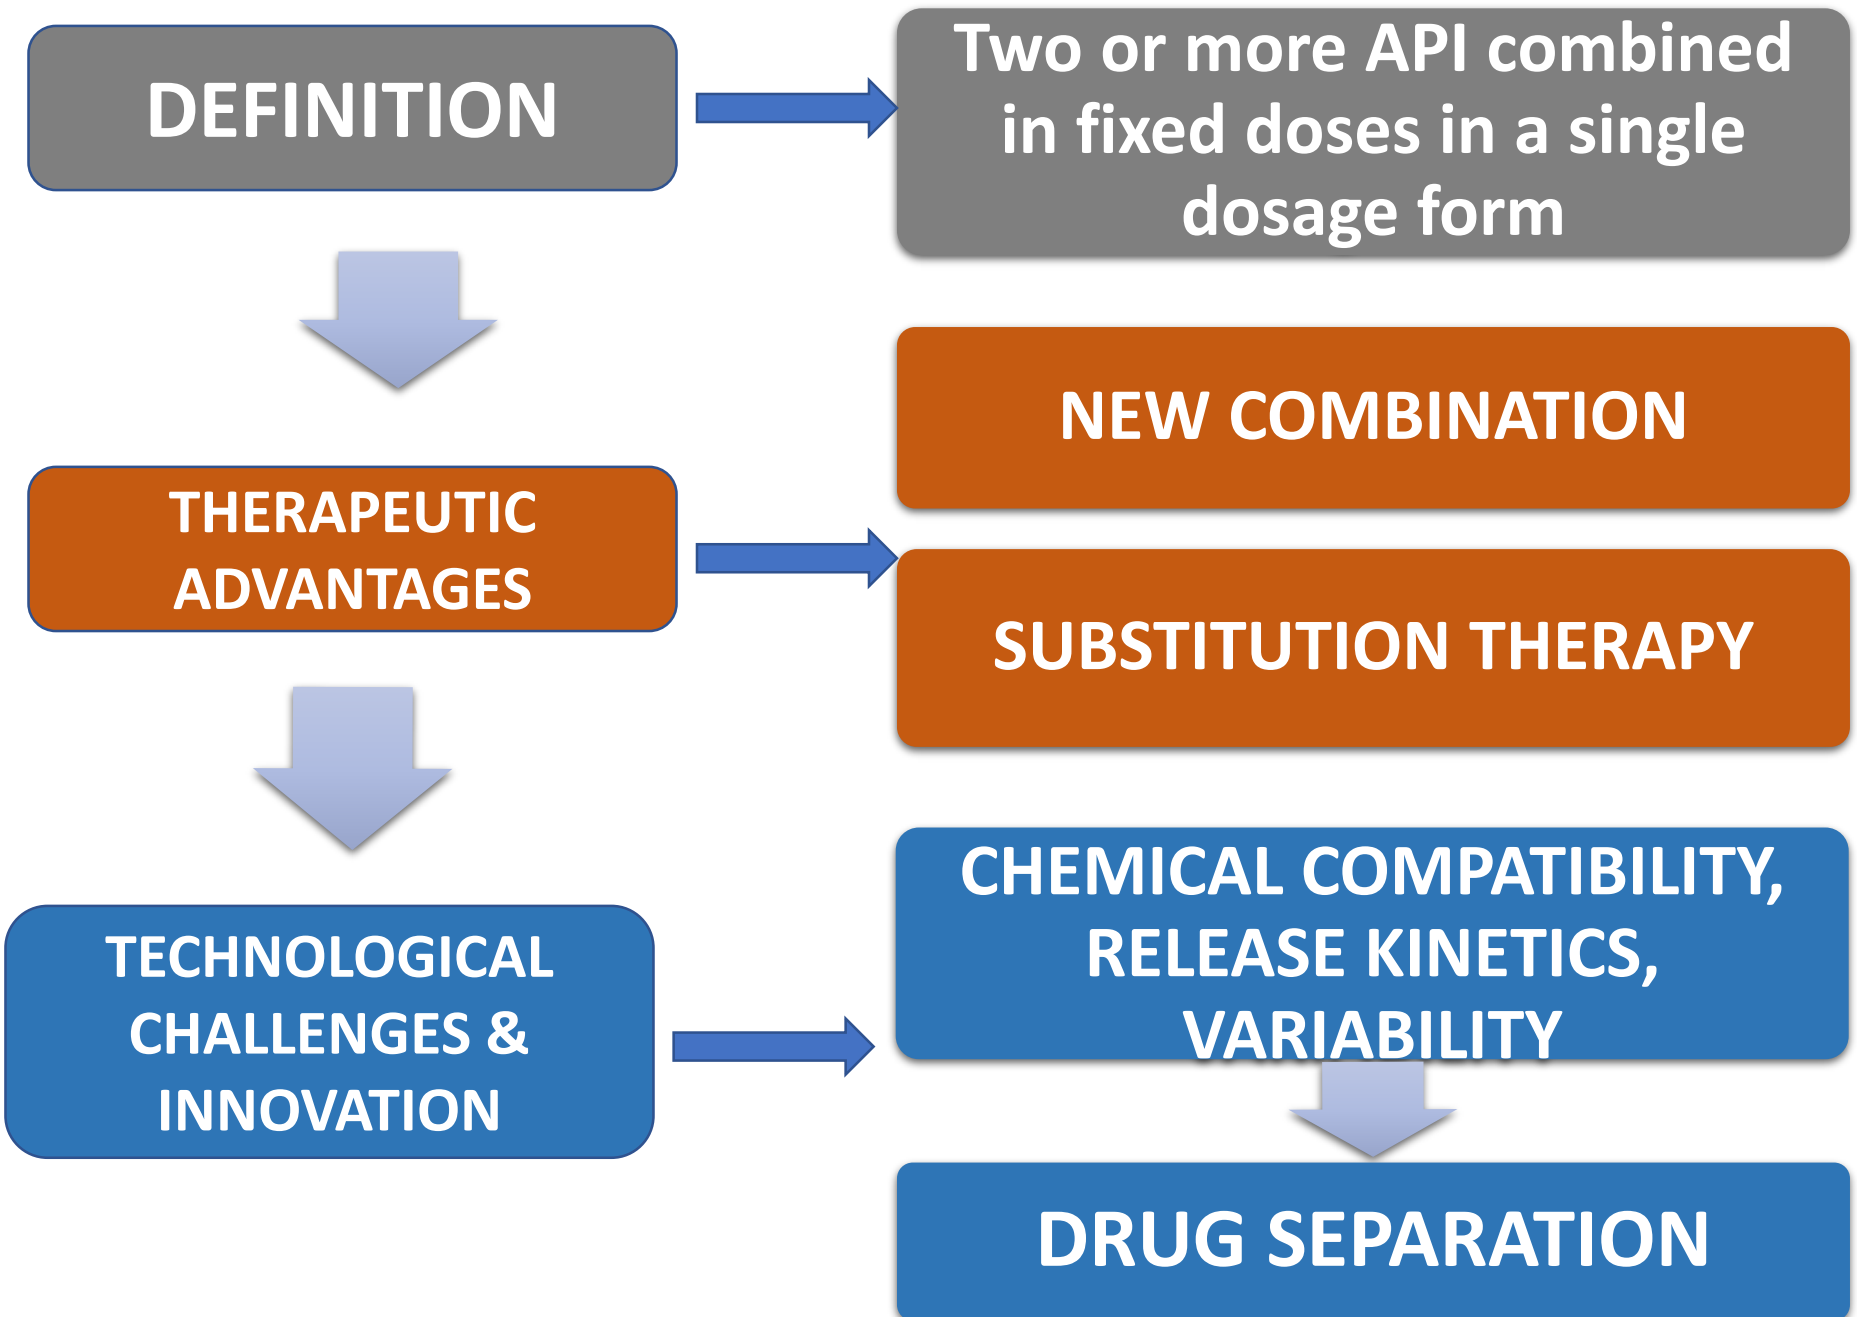 DEFINITION
Two or more API combined
in fixed doses in a single
dosage form
THERAPEUTIC
ADVANTAGES
NEW COMBINATION
SUBSTITUTION THERAPY
TECHNOLOGICAL
CHALLENGES &
INNOVATION
CHEMICAL COMPATIBILITY,
RELEASE KINETICS,
VARIABILITY
DRUG SEPARATION